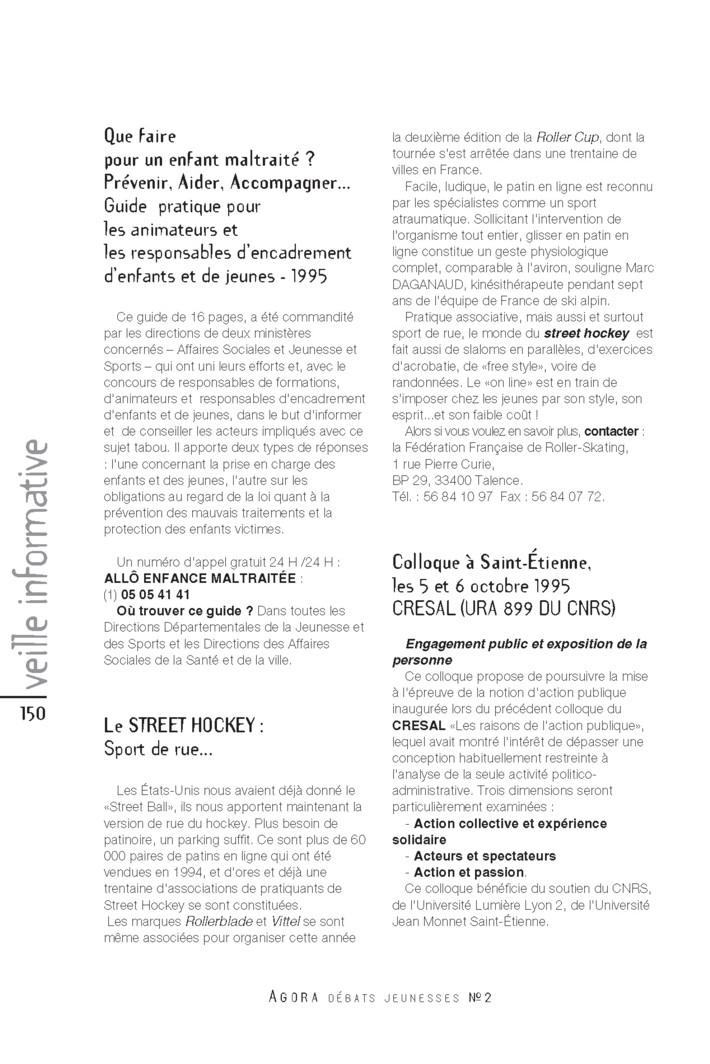 Que faire
pour un enfant maltraité ?
Prévenir, Aider, Accompagner...
Guide pratique pour
les animateurs et
les responsables d'encadrement
d'enfants et de jeunes - 1995
Ce guide de 16 pages, a été commandité
par les directions de deux ministères
concernés – Affaires Sociales et Jeunesse et
Sports – qui ont uni leurs efforts et, avec le
concours de responsables de formations,
d'animateurs et responsables d'encadrement
d'enfants et de jeunes, dans le but d'informer
et de conseiller les acteurs impliqués avec ce
sujet tabou. Il apporte deux types de réponses
: l'une concernant la prise en charge des
enfants et des jeunes, l'autre sur les
obligations au regard de la loi quant à la
prévention des mauvais traitements et la
protection des enfants victimes.
Un numéro d'appel gratuit 24 H /24 H :
ALLÔ ENFANCE MALTRAITÉE :
(1) 05 05 41 41
Où trouver ce guide ? Dans toutes les
Directions Départementales de la Jeunesse et
des Sports et les Directions des Affaires
Sociales de la Santé et de la ville.
Le STREET HOCKEY :
Sport de rue...
Les États-Unis nous avaient déjà donné le
«Street Ball», ils nous apportent maintenant la
version de rue du hockey. Plus besoin de
patinoire, un parking suffit. Ce sont plus de 60
000 paires de patins en ligne qui ont été
vendues en 1994, et d'ores et déjà une
trentaine d'associations de pratiquants de
Street Hockey se sont constituées.
Les marques Rollerblade et Vittel se sont
même associées pour organiser cette année
la deuxième édition de la Roller Cup, dont la
tournée s'est arrêtée dans une trentaine de
villes en France.
Facile, ludique, le patin en ligne est reconnu
par les spécialistes comme un sport
atraumatique. Sollicitant l'intervention de
l'organisme tout entier, glisser en patin en
ligne constitue un geste physiologique
complet, comparable à l'aviron, souligne Marc
DAGANAUD, kinésithérapeute pendant sept
ans de l'équipe de France de ski alpin.
Pratique associative, mais aussi et surtout
sport de rue, le monde du street hockey est
fait aussi de slaloms en parallèles, d'exercices
d'acrobatie, de «free style», voire de
randonnées. Le «on line» est en train de
s'imposer chez les jeunes par son style, son
esprit...et son faible coût !
Alors si vous voulez en savoir plus, contacter :
la Fédération Française de Roller-Skating,
1 rue Pierre Curie,
BP 29, 33400 Talence.
Tél. : 56 84 10 97 Fax : 56 84 07 72.
Colloque à Saint-Étienne,
les 5 et 6 octobre 1995
CRESAL (URA 899 DU CNRS)
Engagement public et exposition de la
personne
Ce colloque propose de poursuivre la mise
à l'épreuve de la notion d'action publique
inaugurée lors du précédent colloque du
CRESAL «Les raisons de l'action publique»,
lequel avait montré l'intérêt de dépasser une
conception habituellement restreinte à
l'analyse de la seule activité politico-
administrative. Trois dimensions seront
particulièrement examinées :
- Action collective et expérience
solidaire
- Acteurs et spectateurs
- Action et passion.
Ce colloque bénéficie du soutien du CNRS,
de l'Université Lumière Lyon 2, de l'Université
Jean Monnet Saint-Étienne.
veille informative
150
AGORA DÉBATS JEUNESSES Nº2